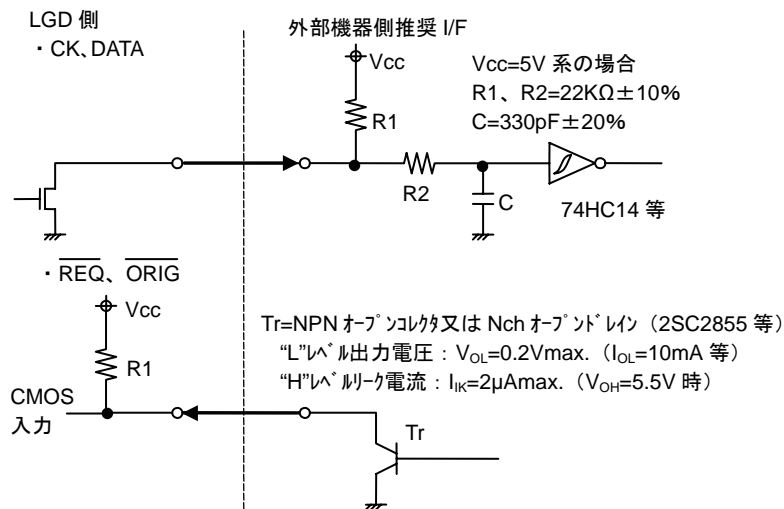 LGD 側
・CK、DATA
外部機器側推奨 I/F
Vcc
R1
R2
C
Vcc=5V 系の場合
R1、R2=22KΩ±10%
C=330pF±20%
74HC14 等
・REQ、ORIG
Vcc
R1
CMOS
入力
Tr=NPN オープンコレクタ又は Nch オープンドレイン（2SC2855 等）
“L”レベル出力電圧：VOL=0.2Vmax.（IOL=10mA 等）
“H”レベルリーク電流：IIK=2μAmax.（VOH=5.5V 時）
Tr